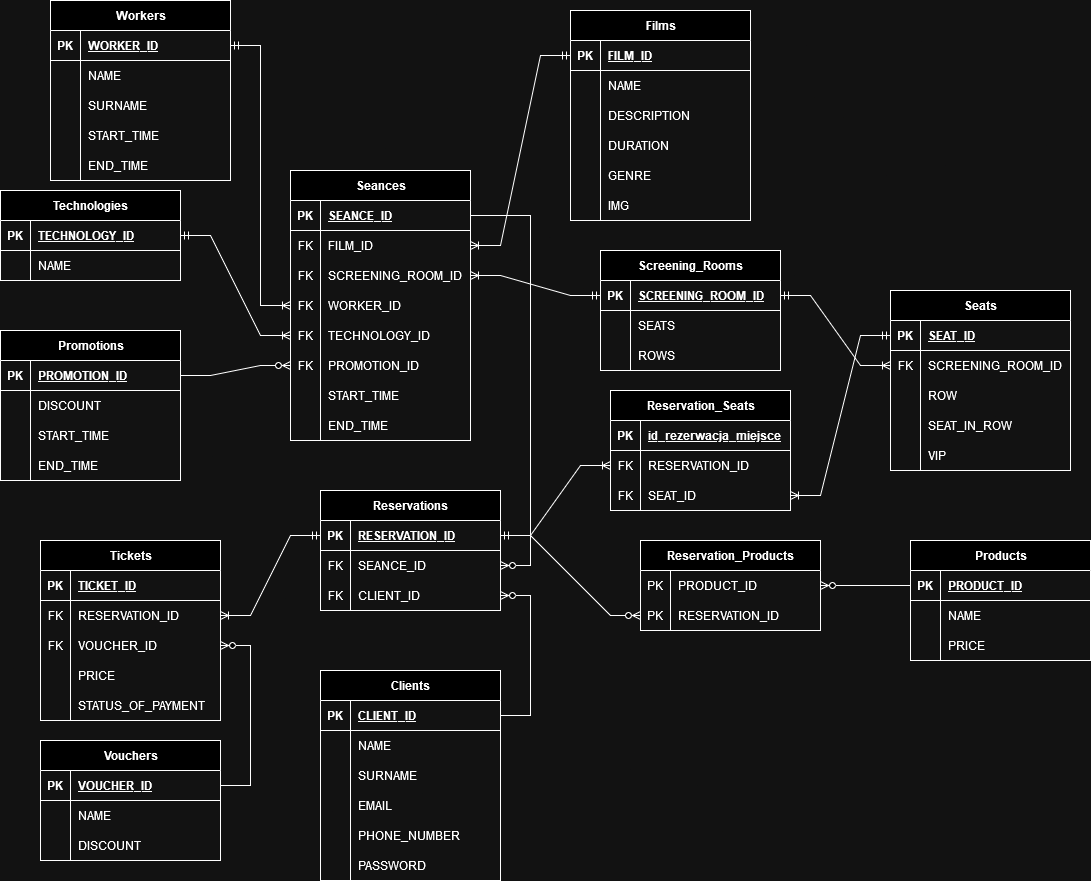 Workers
PK WORKER_ID
NAME
SURNAME
START_TIME
END_TIME
Films
PK FILM_ID
NAME
DESCRIPTION
DURATION
GENRE
IMG
Technologies
PK TECHNOLOGY_ID
NAME
Seances
PK SEANCE_ID
FK FILM_ID
FK SCREENING_ROOM_ID
FK WORKER_ID
FK TECHNOLOGY_ID
FK PROMOTION_ID
START_TIME
END_TIME
Screening_Rooms
PK SCREENING_ROOM_ID
SEATS
ROWS
Seats
PK SEAT_ID
FK SCREENING_ROOM_ID
ROW
SEAT_IN_ROW
VIP
Promotions
PK PROMOTION_ID
DISCOUNT
START_TIME
END_TIME
Reservation_Seats
PK id_rezerwacja_miejsce
FK RESERVATION_ID
FK SEAT_ID
Reservations
PK RESERVATION_ID
FK SEANCE_ID
FK CLIENT_ID
Tickets
PK TICKET_ID
FK RESERVATION_ID
FK VOUCHER_ID
PRICE
STATUS_OF_PAYMENT
Reservation_Products
PK PRODUCT_ID
PK RESERVATION_ID
Products
PK PRODUCT_ID
NAME
PRICE
Clients
PK CLIENT_ID
NAME
SURNAME
EMAIL
PHONE_NUMBER
PASSWORD
Vouchers
PK VOUCHER_ID
NAME
DISCOUNT